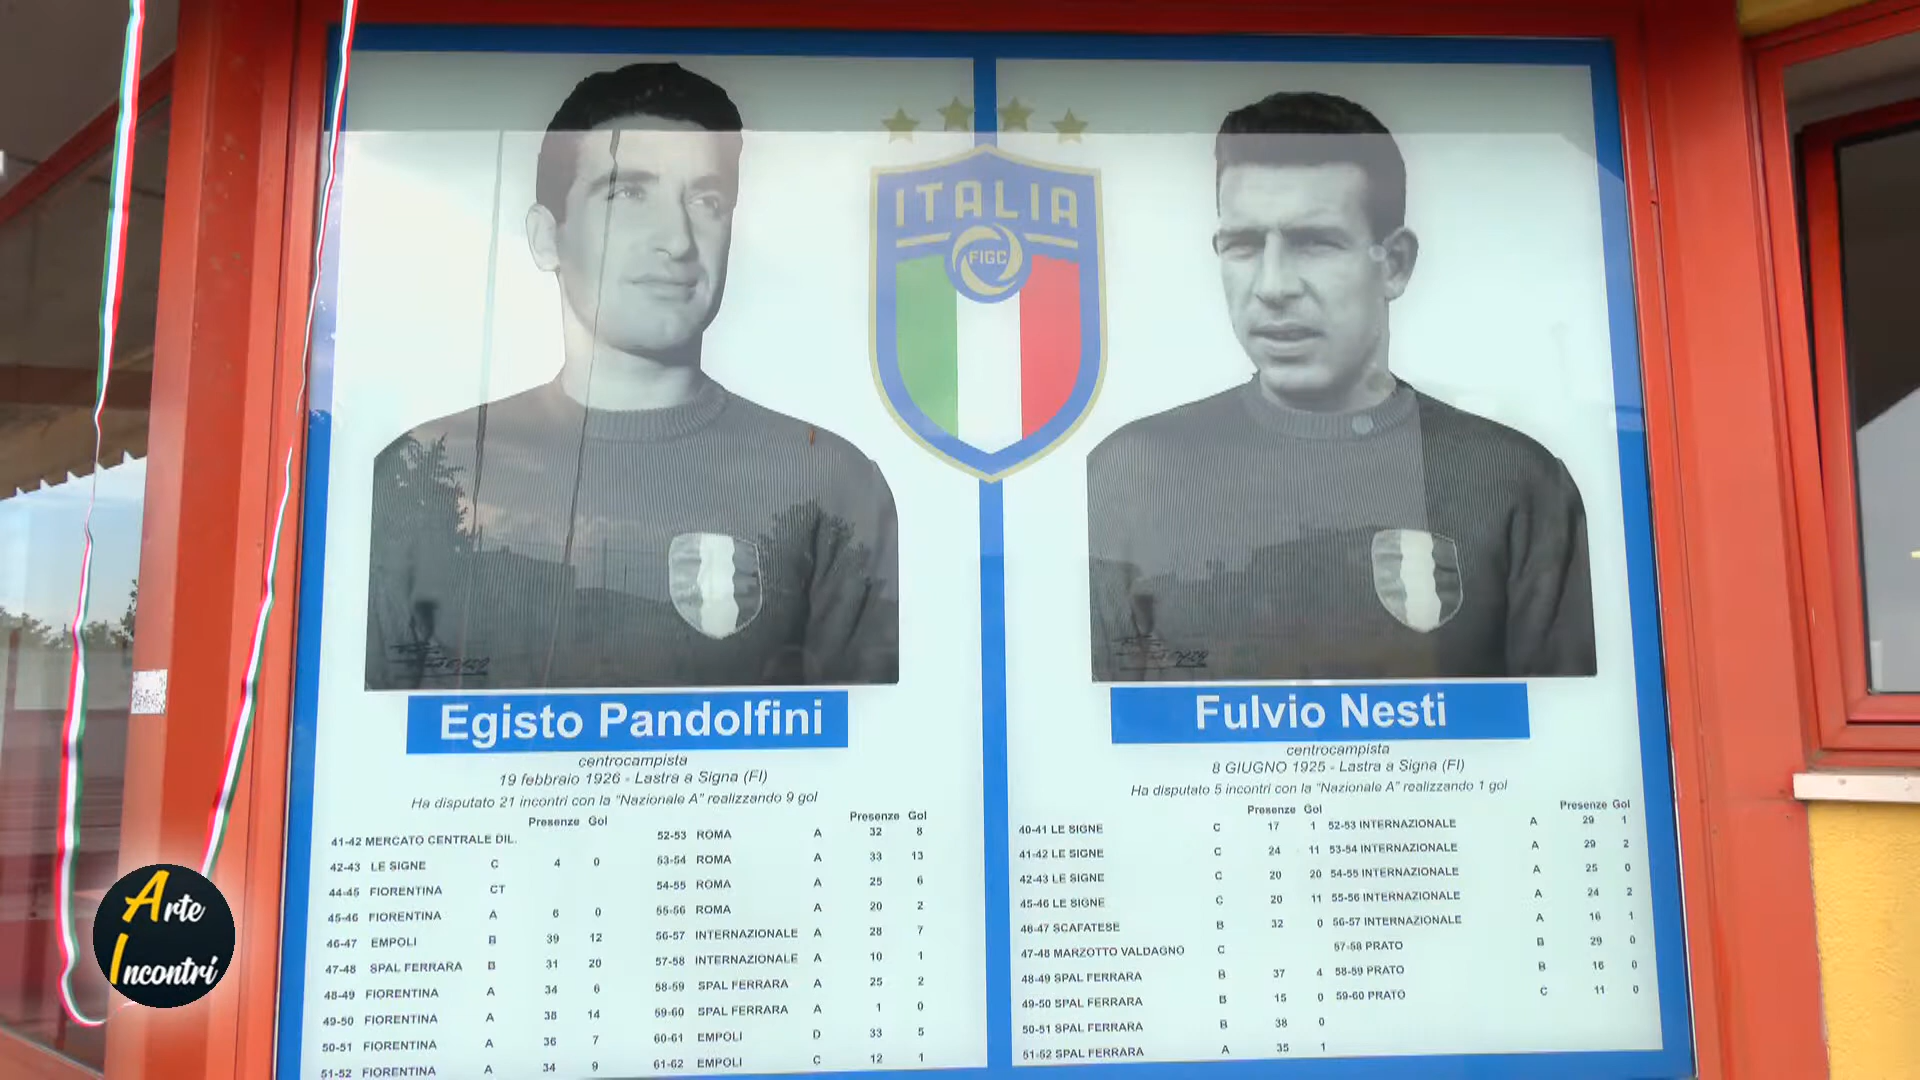 ITALIA
FIGC
Egisto Pandolfini
centrocampista
19 febbraio 1926 - Lastra a Signa (FI)
Ha disputato 21 incontri con la "Nazionale A" realizzando 9 gol
Presenze Gol
41-42 MERCATO CENTRALE DIL.
42-43 LE SIGNE C 4 0
44-45 FIORENTINA CT
45-46 FIORENTINA A 6 0
46-47 EMPOLI B 39 12
47-48 SPAL FERRARA B 31 20
48-49 FIORENTINA A 34 6
49-50 FIORENTINA A 38 14
50-51 FIORENTINA A 36 7
51-52 FIORENTINA A 34 9
Presenze Gol
52-53 ROMA A 32 8
53-54 ROMA A 33 13
54-55 ROMA A 25 6
55-56 ROMA A 20 2
56-57 INTERNAZIONALE A 28 7
57-58 INTERNAZIONALE A 10 1
58-59 SPAL FERRARA A 25 2
59-60 SPAL FERRARA A 1 0
60-61 EMPOLI D 33 5
61-62 EMPOLI C 12 1
Fulvio Nesti
centrocampista
8 GIUGNO 1925 - Lastra a Signa (FI)
Ha disputato 5 incontri con la "Nazionale A" realizzando 1 gol
Presenze Gol
40-41 LE SIGNE C 17 1
41-42 LE SIGNE C 24 11
42-43 LE SIGNE C 20 20
45-46 LE SIGNE C 20 11
46-47 SCAFATESE B 32 0
47-48 MARZOTTO VALDAGNO C
48-49 SPAL FERRARA B 37 4
49-50 SPAL FERRARA B 15 0
50-51 SPAL FERRARA B 38 0
51-52 SPAL FERRARA A 35 1
Presenze Gol
52-53 INTERNAZIONALE A 29 1
53-54 INTERNAZIONALE A 29 2
54-55 INTERNAZIONALE A 25 0
55-56 INTERNAZIONALE A 24 2
56-57 INTERNAZIONALE A 16 1
57-58 PRATO B 29 0
58-59 PRATO B 16 0
59-60 PRATO C 11 0
Arte
Incontri